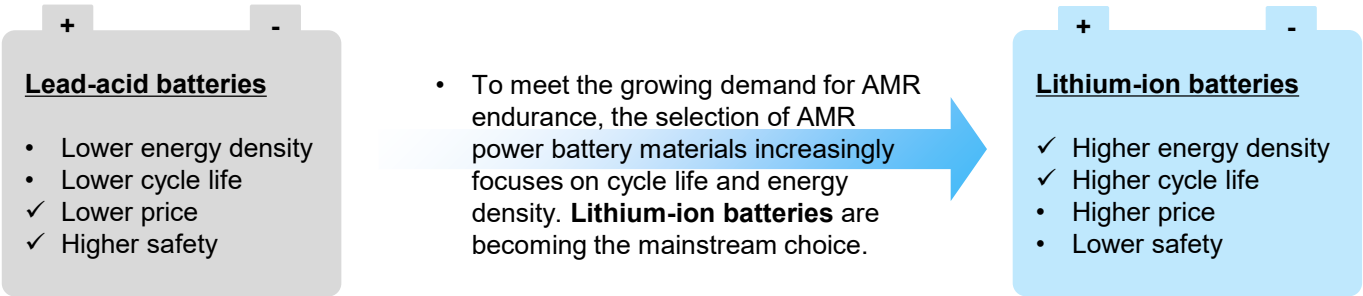 + -
Lead-acid batteries
• Lower energy density
• Lower cycle life
✓ Lower price
✓ Higher safety
• To meet the growing demand for AMR
endurance, the selection of AMR
power battery materials increasingly
focuses on cycle life and energy
density. Lithium-ion batteries are
becoming the mainstream choice.
+ -
Lithium-ion batteries
✓ Higher energy density
✓ Higher cycle life
• Higher price
• Lower safety